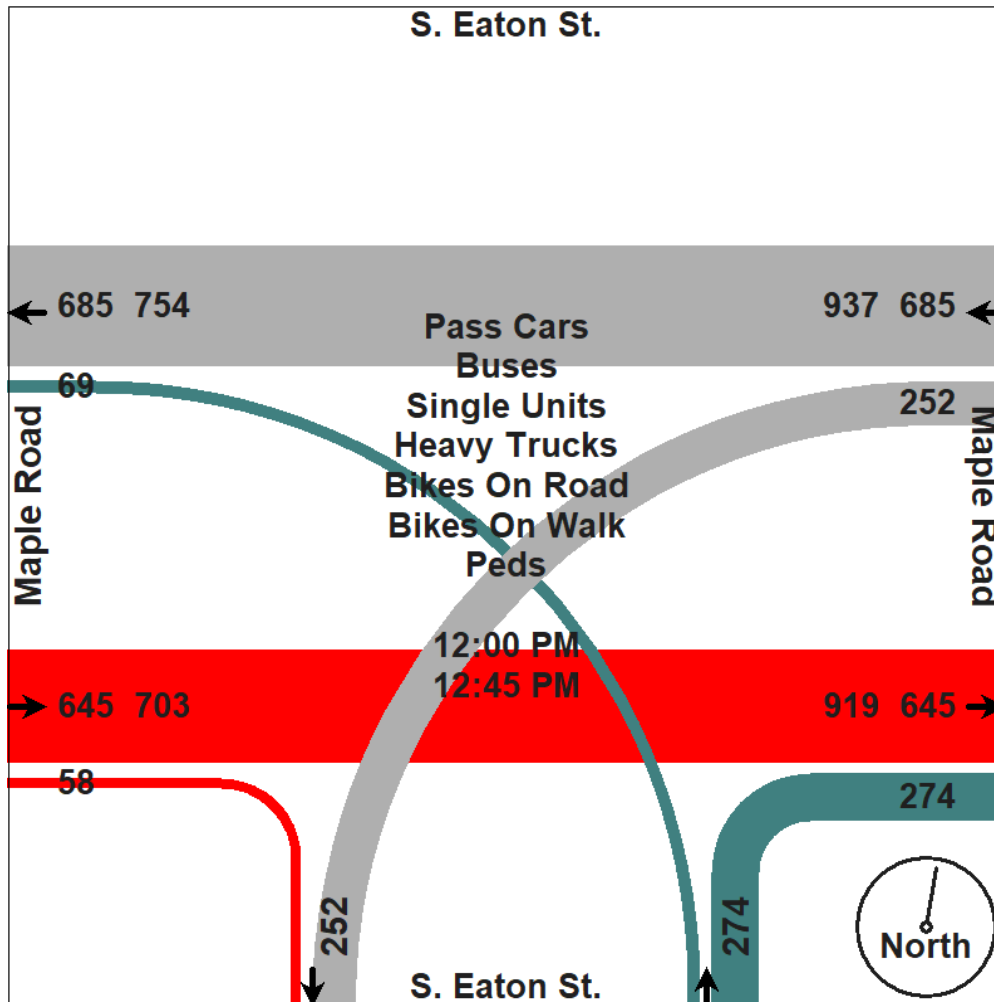 S. Eaton St.
685 754
937 685
Pass Cars
Buses
Single Units
Heavy Trucks
Bikes On Road
Bikes On Walk
Peds
69
252
Maple Road
Maple Road
12:00 PM
12:45 PM
645 703
919 645
58
274
252
274
North
S. Eaton St.